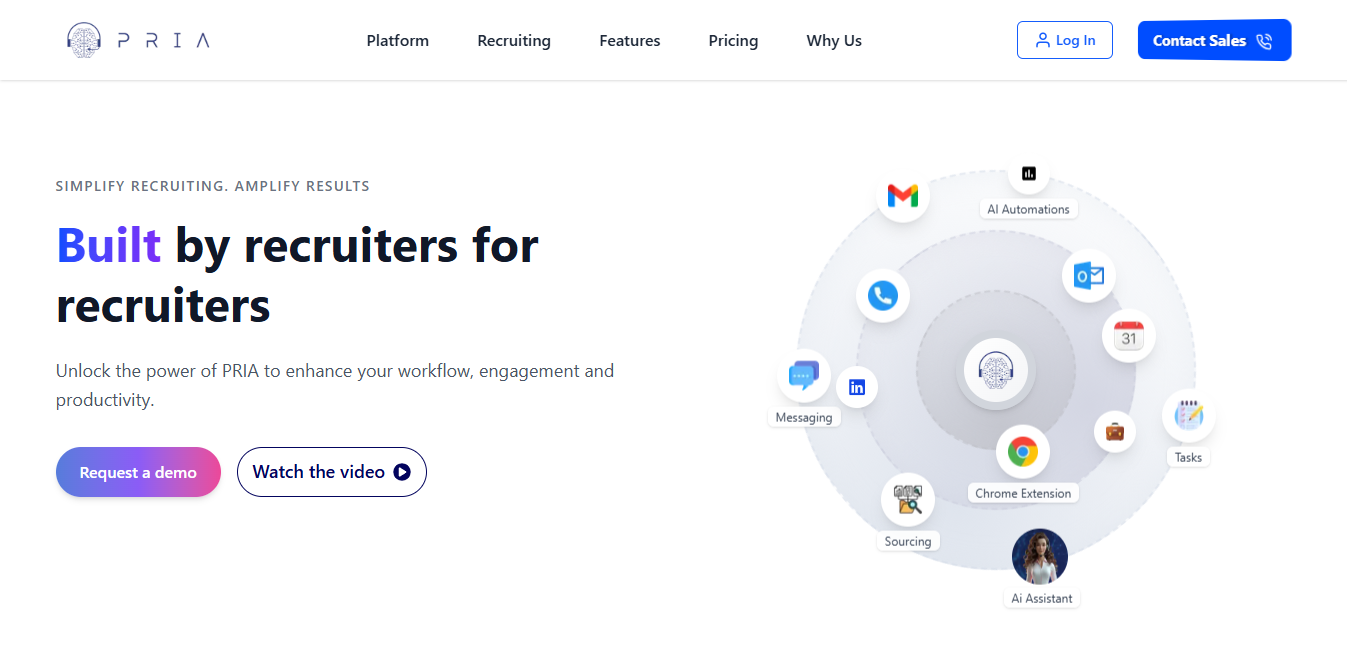 PRIA
Platform
Recruiting
Features
Pricing
Why Us
Log In
Contact Sales
SIMPLIFY RECRUITING. AMPLIFY RESULTS
Built by recruiters for
recruiters
Unlock the power of PRIA to enhance your workflow, engagement and
productivity.
Request a demo
Watch the video
AI Automations
31
Messaging
in
Tasks
Chrome Extension
Sourcing
Ai Assistant